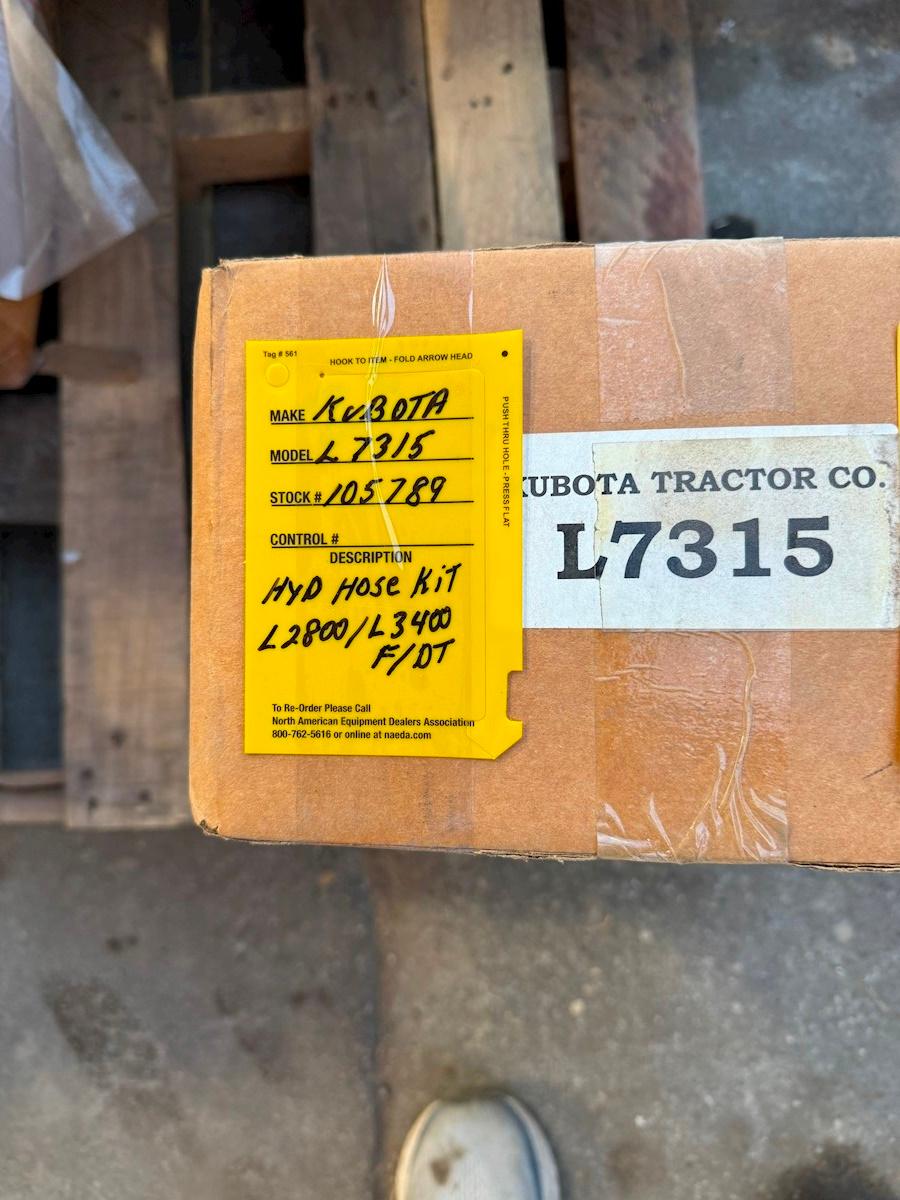 Tag # 561
HOOK TO ITEM - FOLD ARROW HEAD
PUSH THRU HOLE - PRESS FLAT
MAKE KUBOTA
MODEL L7315
STOCK # 105789
CONTROL #
DESCRIPTION
HYD HOSE KIT
L2800/L3400
F/DT
To Re-Order Please Call
North American Equipment Dealers Association
800-762-5616 or online at naeda.com
KUBOTA TRACTOR CO.
L7315